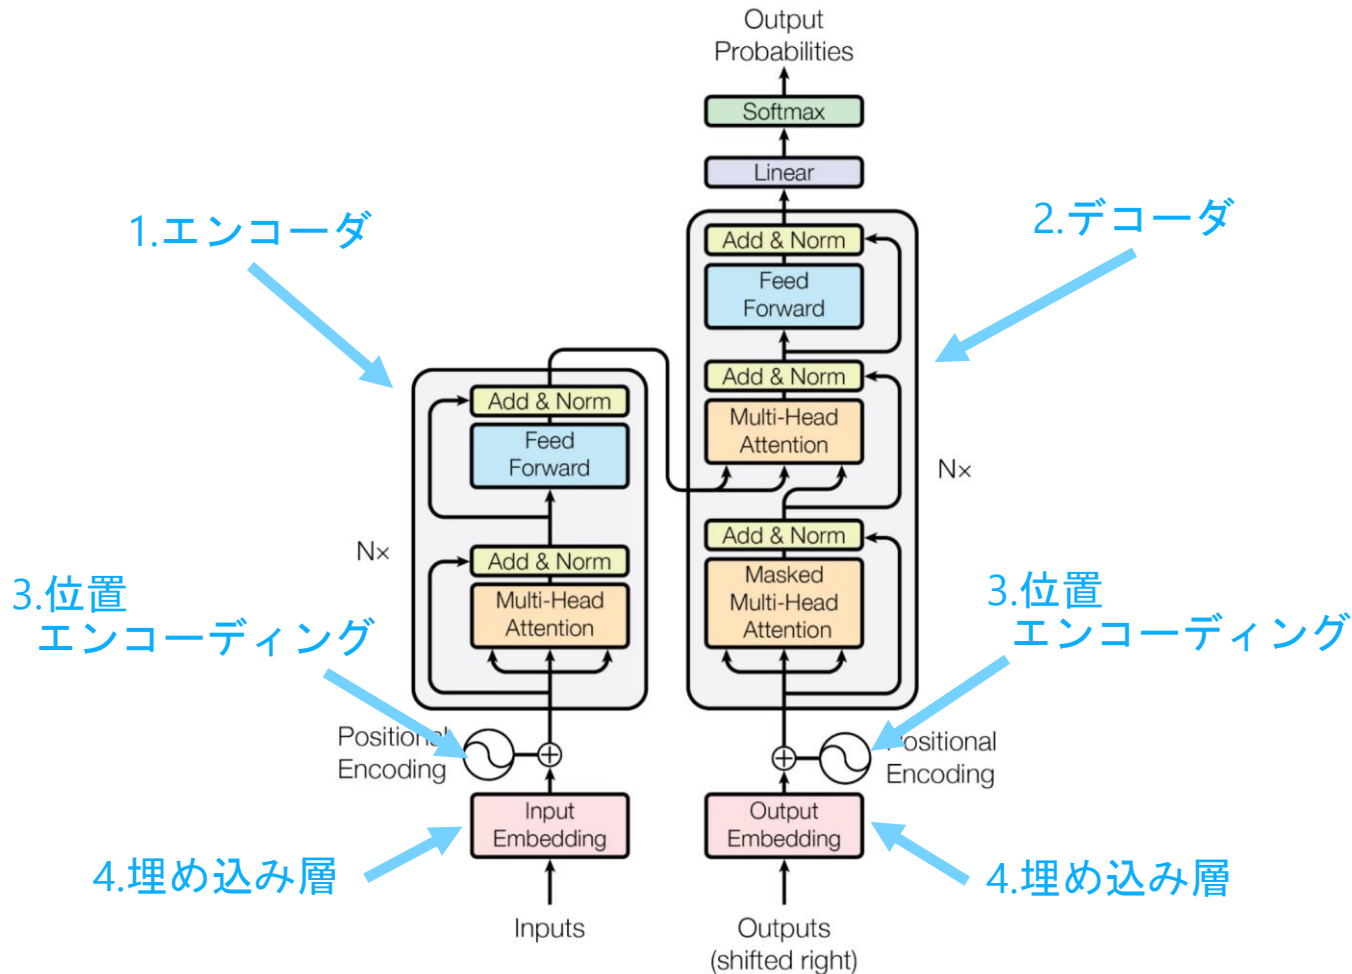 Output
Probabilities
Softmax
Linear
1.エンコーダ
2.デコーダ
Add & Norm
Feed
Forward
Add & Norm
Multi-Head
Attention
Add & Norm
Feed
Forward
N×
Add & Norm
Masked
Multi-Head
Attention
N×
Add & Norm
Multi-Head
Attention
3.位置
エンコーディング
3.位置
エンコーディング
Positional
Encoding
Positional
Encoding
Input
Embedding
Output
Embedding
4.埋め込み層
4.埋め込み層
Inputs
Outputs
(shifted right)